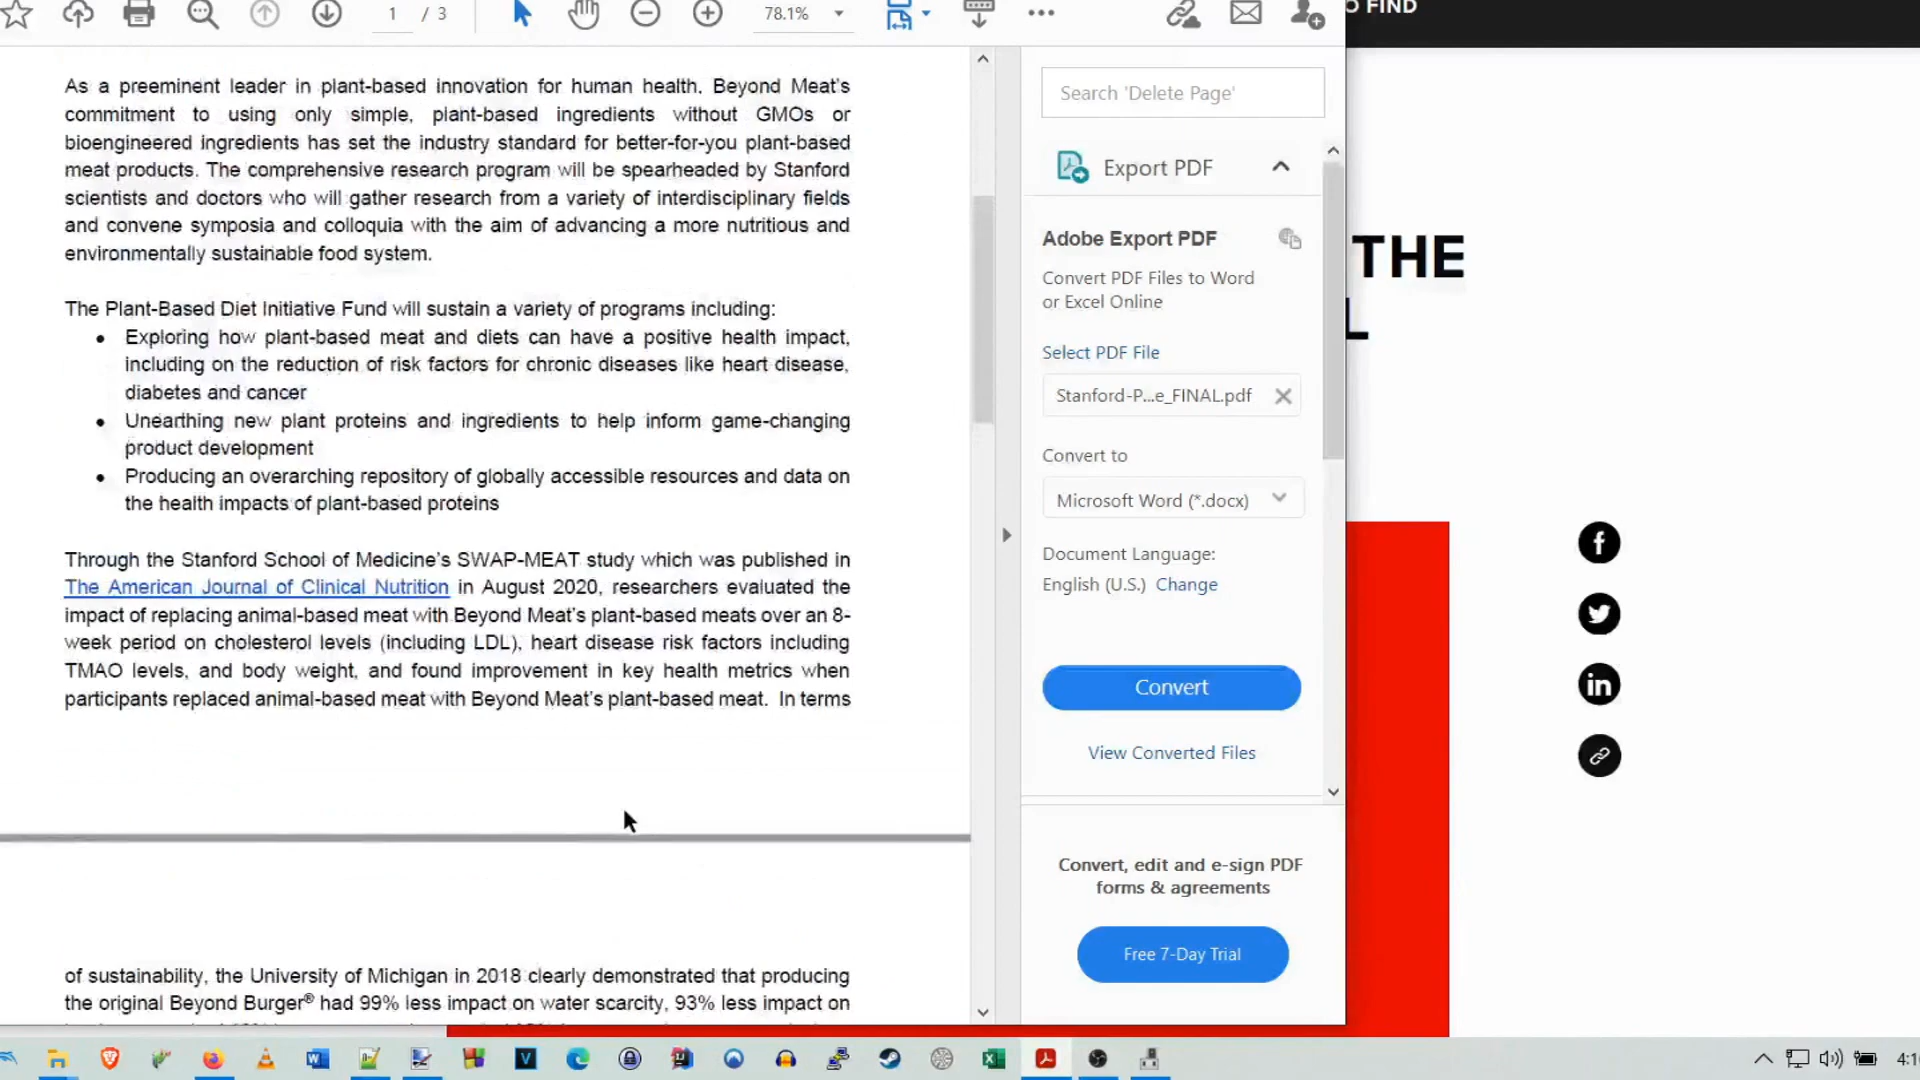 1 / 3
78.1%
O FIND
As a preeminent leader in plant-based innovation for human health, Beyond Meat's
commitment to using only simple, plant-based ingredients without GMOs or
bioengineered ingredients has set the industry standard for better-for-you plant-based
meat products. The comprehensive research program will be spearheaded by Stanford
scientists and doctors who will gather research from a variety of interdisciplinary fields
and convene symposia and colloquia with the aim of advancing a more nutritious and
environmentally sustainable food system.
The Plant-Based Diet Initiative Fund will sustain a variety of programs including:
• Exploring how plant-based meat and diets can have a positive health impact,
including on the reduction of risk factors for chronic diseases like heart disease,
diabetes and cancer
• Unearthing new plant proteins and ingredients to help inform game-changing
product development
• Producing an overarching repository of globally accessible resources and data on
the health impacts of plant-based proteins
Through the Stanford School of Medicine's SWAP-MEAT study which was published in
The American Journal of Clinical Nutrition in August 2020, researchers evaluated the
impact of replacing animal-based meat with Beyond Meat's plant-based meats over an 8-
week period on cholesterol levels (including LDL), heart disease risk factors including
TMAO levels, and body weight, and found improvement in key health metrics when
participants replaced animal-based meat with Beyond Meat's plant-based meat. In terms
of sustainability, the University of Michigan in 2018 clearly demonstrated that producing
the original Beyond Burger® had 99% less impact on water scarcity, 93% less impact on
Search 'Delete Page'
Export PDF
Adobe Export PDF
Convert PDF Files to Word
or Excel Online
Select PDF File
Stanford-P...e_FINAL.pdf
Convert to
Microsoft Word (*.docx)
Document Language:
English (U.S.) Change
Convert
View Converted Files
Convert, edit and e-sign PDF
forms & agreements
Free 7-Day Trial
THE
L
4:1